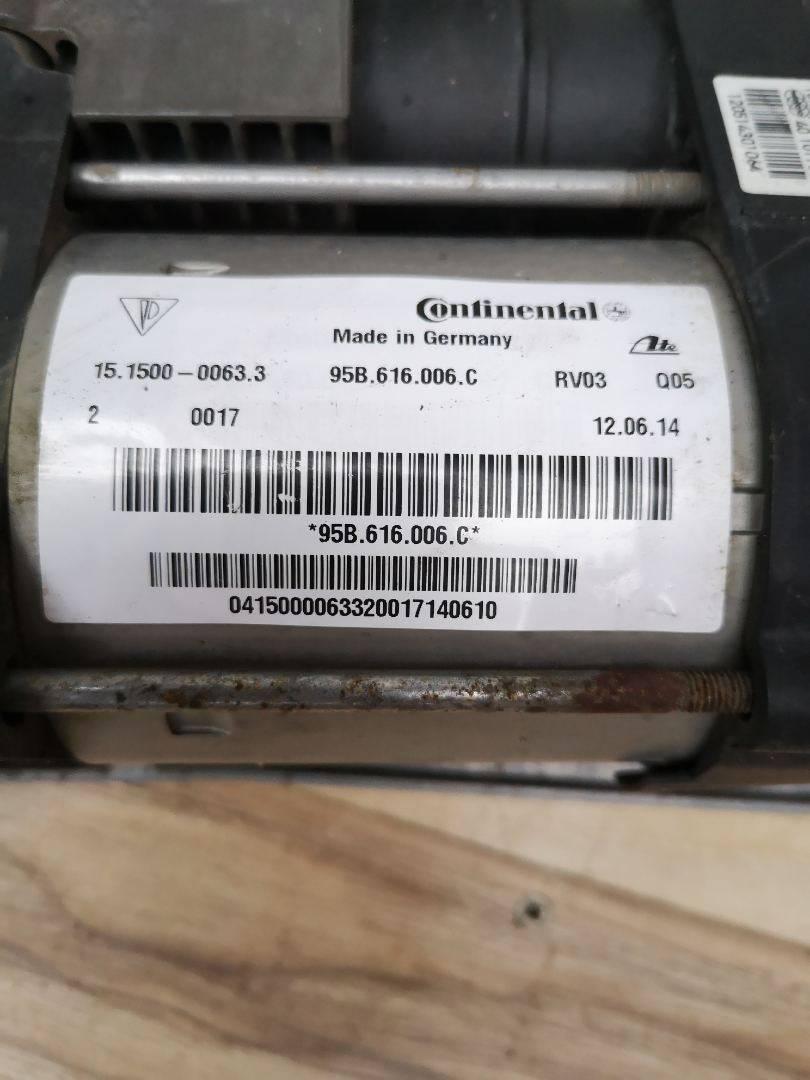 Continental
Made in Germany
Ate
15.1500-0063.3 95B.616.006.C RV03 Q05
2 0017 12.06.14
*95B.616.006.C*
0415000063320017140610